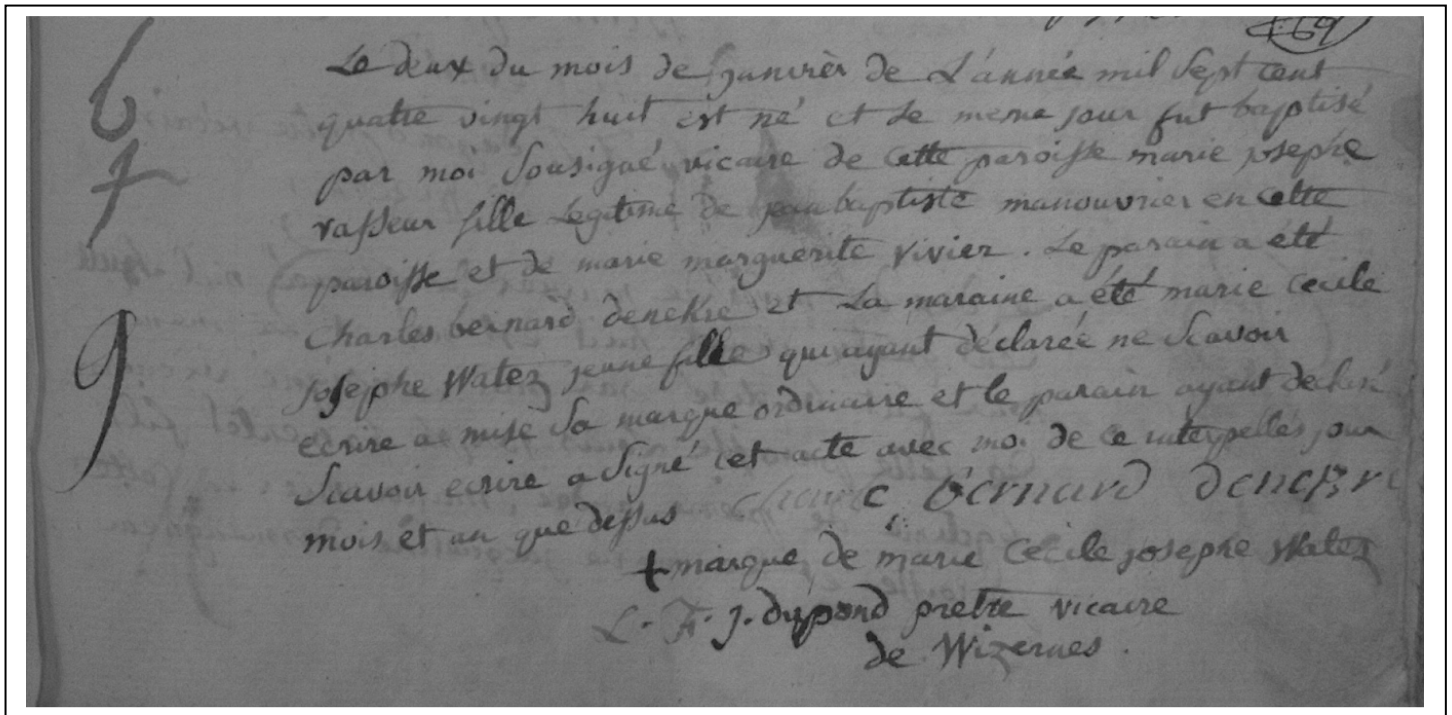 69
Le deux du mois de janvièr de L'année mil sept cent
quatre vingt huit est né et le meme jour fut baptisé
par moi Sousigné vicaire de cette paroisse marie josephe
vasseur fille Legitime de jean baptiste manouvrier en cette
paroisse et de marie marguerite vivier . Le parain a été
Charles bernard denekre et La maraine a été marie Cecile
josephe Watez jeune fille qui ayant déclarée ne Scavoir
ecrire a mise Sa marque ordinaire et le parain ayant declaré
Scavoir ecrire a Signé cet acte avec moi de ce interpellés jour
mois et an que dessus bernard denekre
+ marque de marie Cecile josephe Watez
L. F. J. dupond pretre vicaire
de Wizernes .